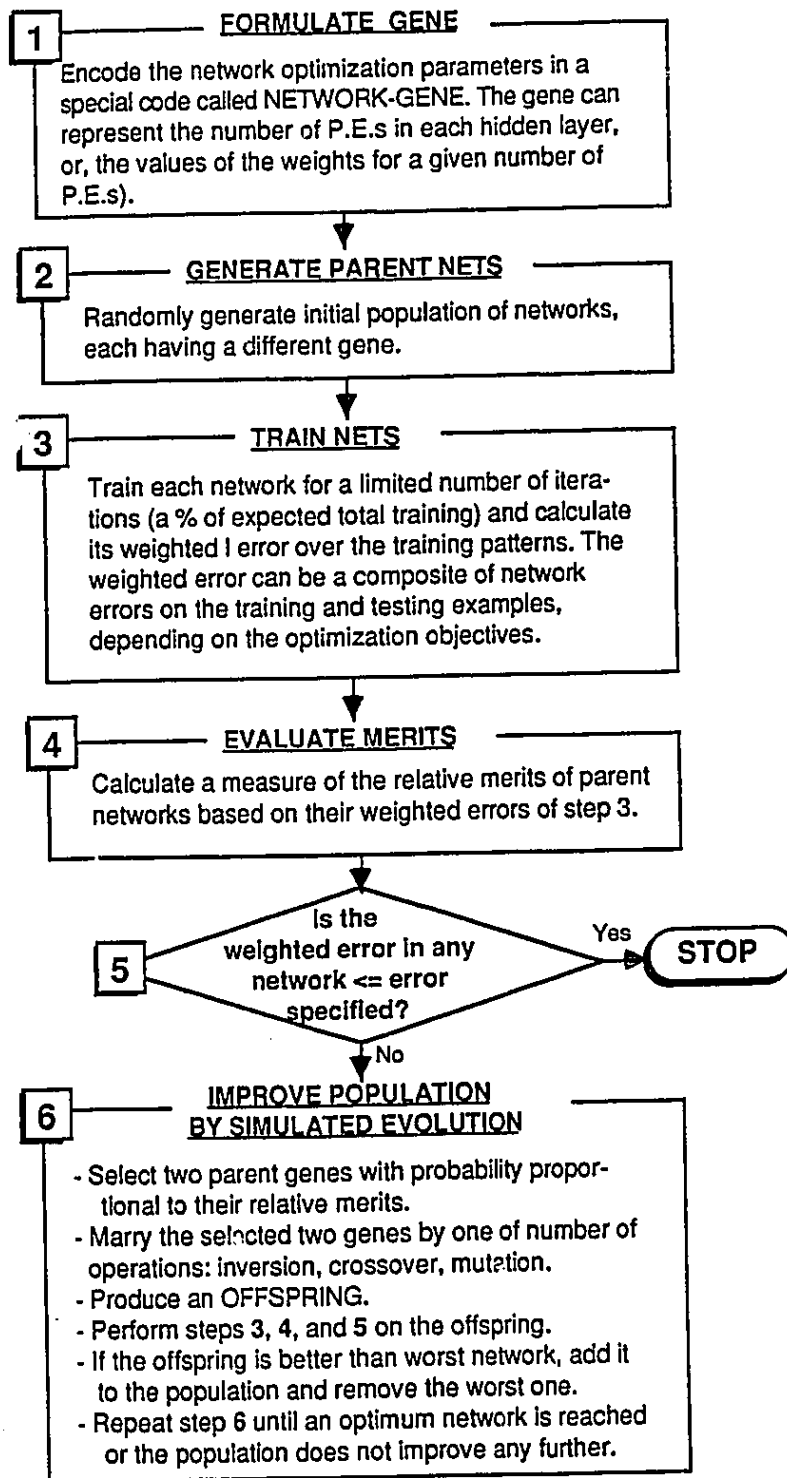 1
FORMULATE GENE
Encode the network optimization parameters in a
special code called NETWORK-GENE. The gene can
represent the number of P.E.s in each hidden layer,
or, the values of the weights for a given number of
P.E.s).
2
GENERATE PARENT NETS
Randomly generate initial population of networks,
each having a different gene.
3
TRAIN NETS
Train each network for a limited number of itera-
tions (a % of expected total training) and calculate
its weighted l error over the training patterns. The
weighted error can be a composite of network
errors on the training and testing examples,
depending on the optimization objectives.
4
EVALUATE MERITS
Calculate a measure of the relative merits of parent
networks based on their weighted errors of step 3.
5
Is the
weighted error in any
network <= error
specified?
Yes
STOP
No
6
IMPROVE POPULATION
BY SIMULATED EVOLUTION
- Select two parent genes with probability propor-
tional to their relative merits.
- Marry the selected two genes by one of number of
operations: inversion, crossover, mutation.
- Produce an OFFSPRING.
- Perform steps 3, 4, and 5 on the offspring.
- If the offspring is better than worst network, add it
to the population and remove the worst one.
- Repeat step 6 until an optimum network is reached
or the population does not improve any further.